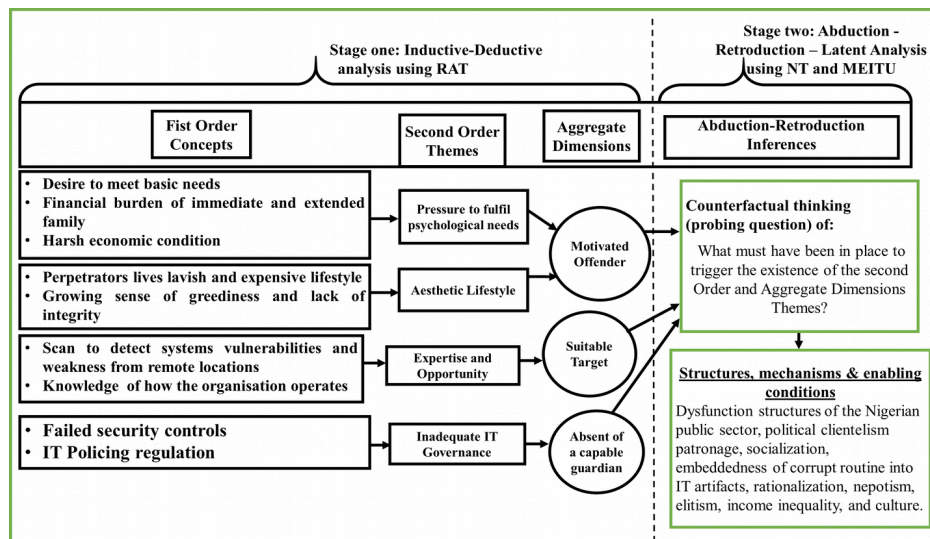 Stage one: Inductive-Deductive
analysis using RAT
Stage two: Abduction -
Retroduction – Latent Analysis
using NT and MEITU
Fist Order
Concepts
Second Order
Themes
Aggregate
Dimensions
Abduction-Retroduction
Inferences
• Desire to meet basic needs
• Financial burden of immediate and extended
family
• Harsh economic condition
Pressure to fulfil
psychological needs
Motivated
Offender
• Perpetrators lives lavish and expensive lifestyle
• Growing sense of greediness and lack of
integrity
Aesthetic Lifestyle
• Scan to detect systems vulnerabilities and
weakness from remote locations
• Knowledge of how the organisation operates
Expertise and
Opportunity
Suitable
Target
• Failed security controls
• IT Policing regulation
Inadequate IT
Governance
Absent of
a capable
guardian
Counterfactual thinking
(probing question) of:
What must have been in place to
trigger the existence of the second
Order and Aggregate Dimensions
Themes?
Structures, mechanisms & enabling
conditions
Dysfunction structures of the Nigerian
public sector, political clientelism
patronage, socialization,
embeddedness of corrupt routine into
IT artifacts, rationalization, nepotism,
elitism, income inequality, and culture.